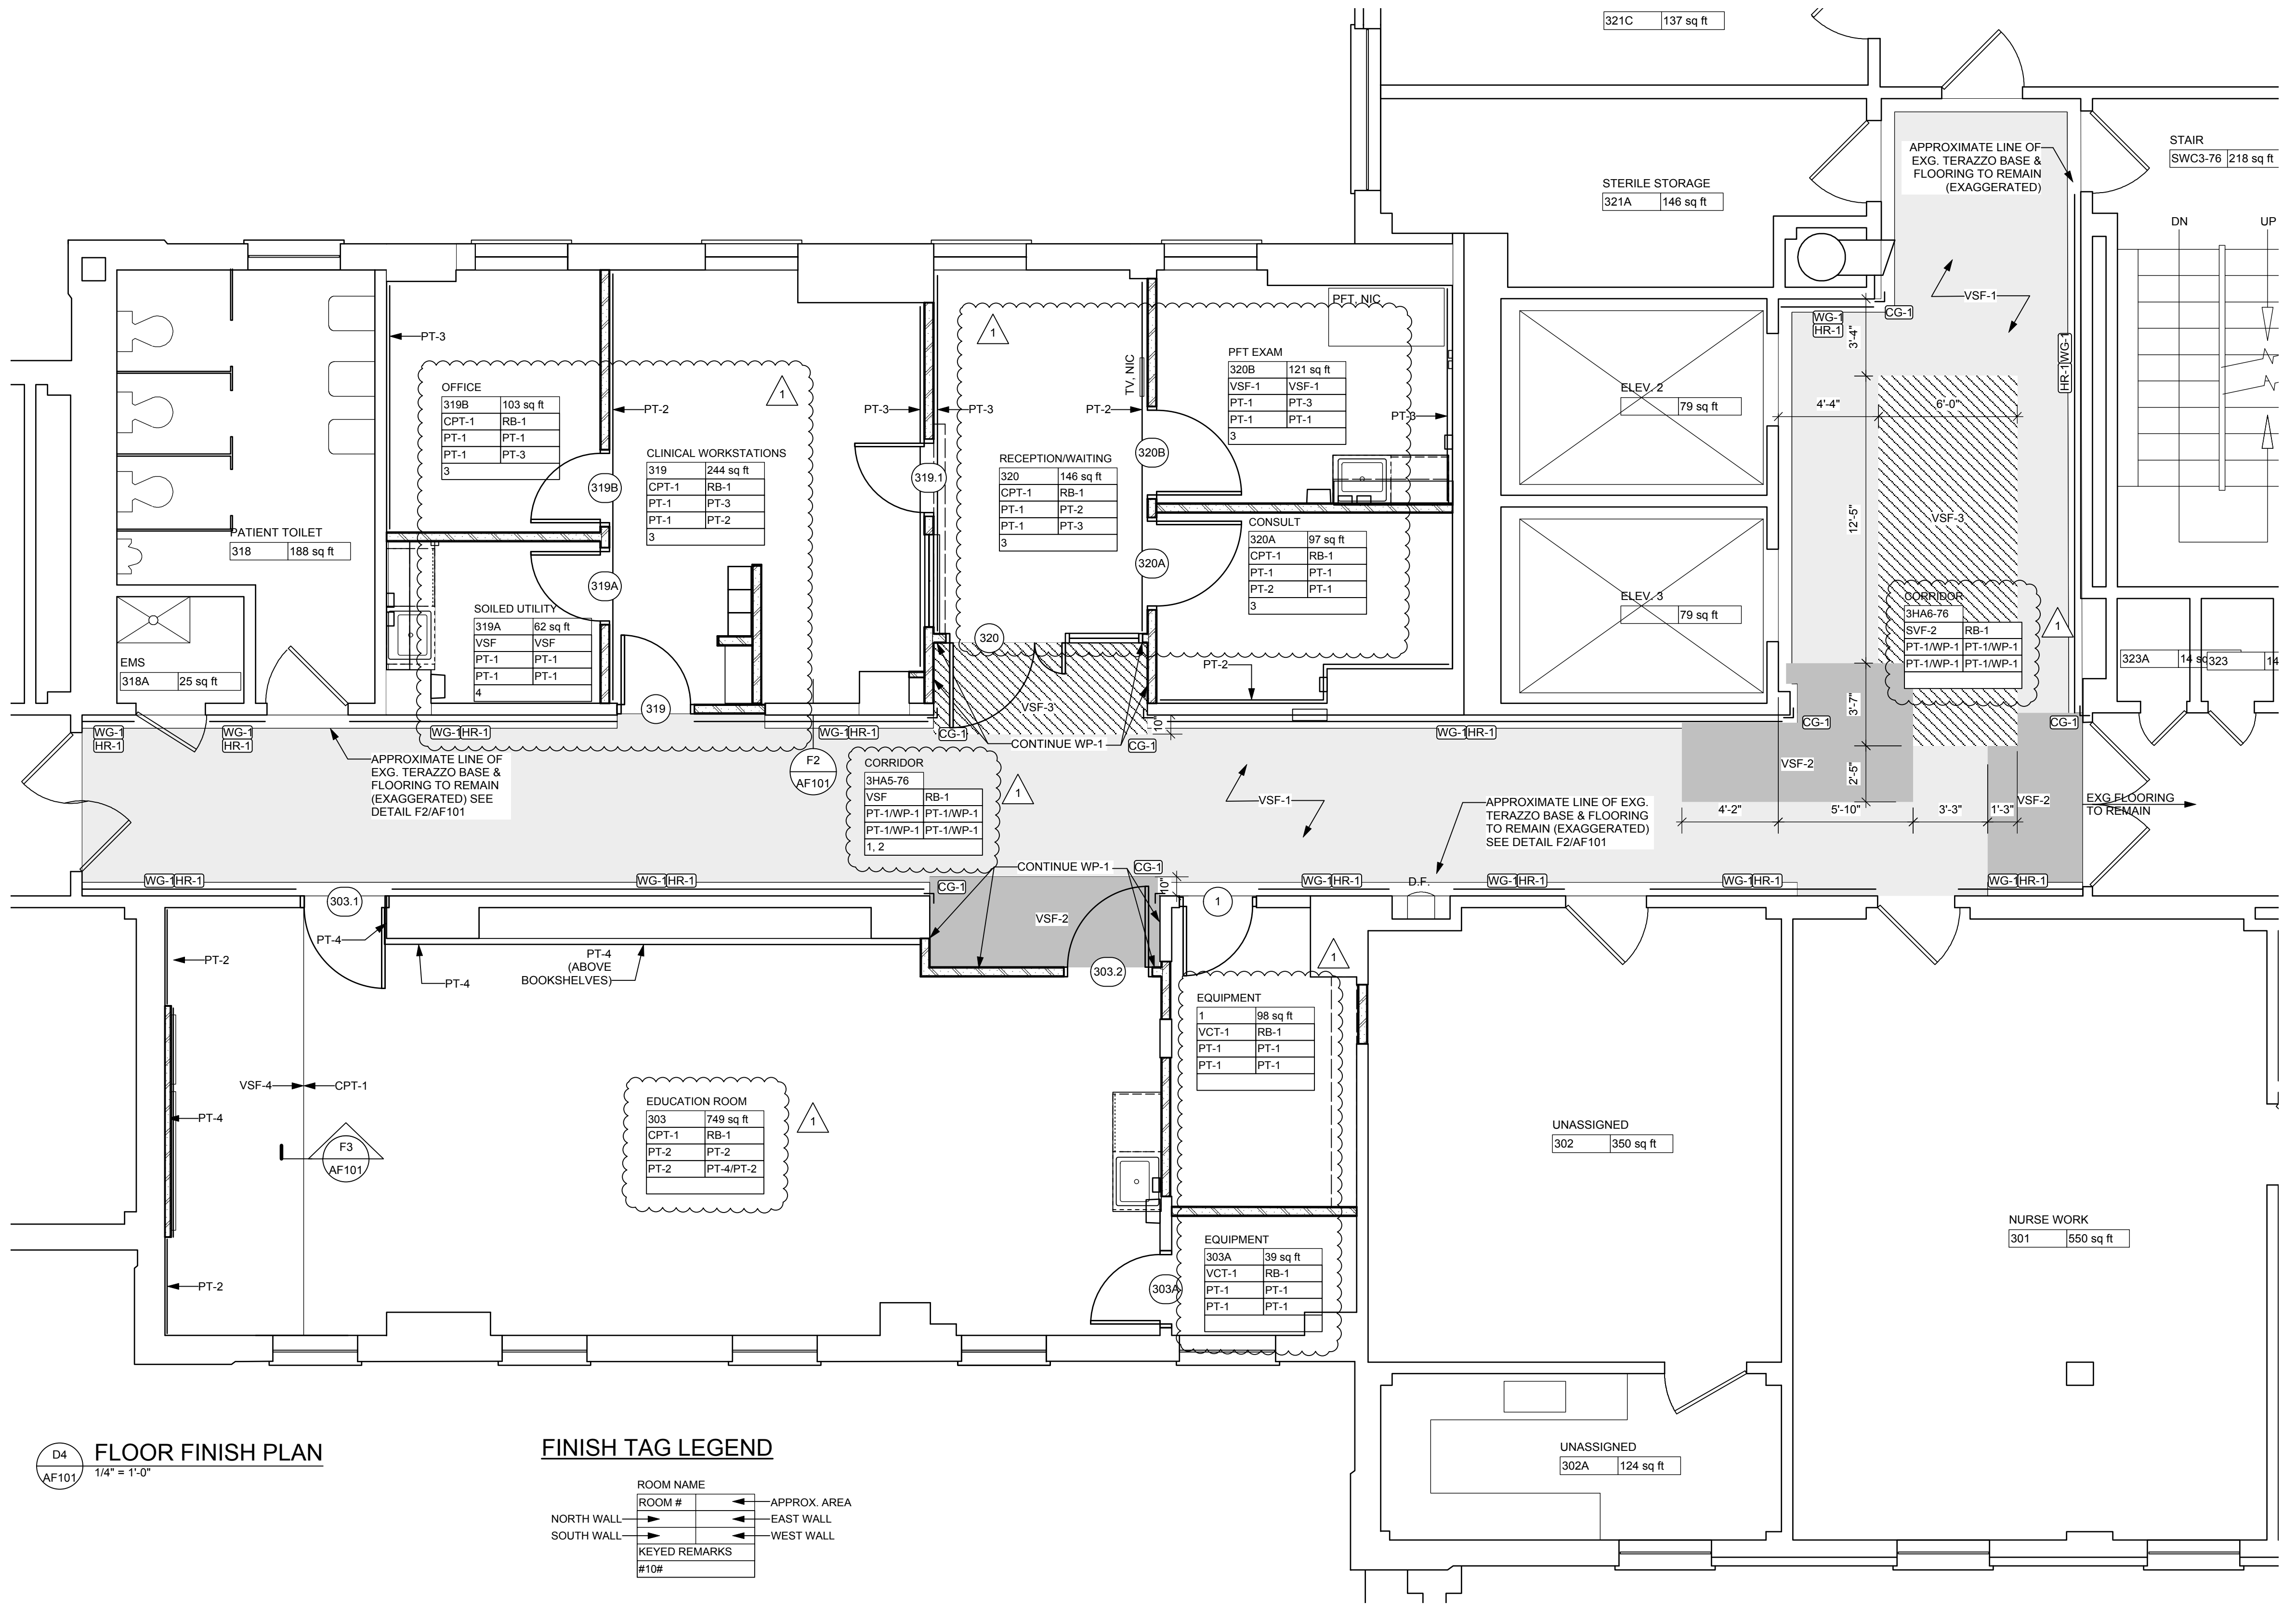 321C 137 sq ft
STERILE STORAGE
321A 146 sq ft
APPROXIMATE LINE OF
EXG. TERAZZO BASE &
FLOORING TO REMAIN
(EXAGGERATED)
STAIR
SWC3-76 218 sq ft
DN
UP
VSF-1
CG-1
WG-1
HR-1
3'-4"
HR-1 WG-1
PT-3
OFFICE
319B 103 sq ft
CPT-1 RB-1
PT-1 PT-1
PT-1 PT-3
3
1
PT-2
PT-3
CLINICAL WORKSTATIONS
319 244 sq ft
CPT-1 RB-1
PT-1 PT-3
PT-1 PT-2
3
319B
319A
319.1
1
PT-3
PT-2
TV, NIC
RECEPTION/WAITING
320 146 sq ft
CPT-1 RB-1
PT-1 PT-2
PT-1 PT-3
3
PFT, NIC
PFT EXAM
320B 121 sq ft
VSF-1 VSF-1
PT-1 PT-3
PT-1 PT-1
3
PT-3
320B
320A
CONSULT
320A 97 sq ft
CPT-1 RB-1
PT-1 PT-1
PT-2 PT-1
3
ELEV. 2
79 sq ft
4'-4"
6'-0"
12'-5"
VSF-3
ELEV. 3
79 sq ft
CORRIDOR
3HA6-76
SVF-2 RB-1
PT-1/WP-1 PT-1/WP-1
PT-1/WP-1 PT-1/WP-1
1
323A 14 sq
323 14
PATIENT TOILET
318 188 sq ft
EMS
318A 25 sq ft
SOILED UTILITY
319A 62 sq ft
VSF VSF
PT-1 PT-1
PT-1 PT-1
4
320
319
PT-2
VSF-3
3'-7"
CG-1
CG-1
WG-1
HR-1
WG-1
HR-1
WG-1 HR-1
WG-1 HR-1
CG-1
CONTINUE WP-1
CG-1
10"
WG-1 HR-1
APPROXIMATE LINE OF
EXG. TERAZZO BASE &
FLOORING TO REMAIN
(EXAGGERATED) SEE
DETAIL F2/AF101
F2
AF101
CORRIDOR
3HA5-76
VSF RB-1
PT-1/WP-1 PT-1/WP-1
PT-1/WP-1 PT-1/WP-1
1, 2
1
VSF-1
APPROXIMATE LINE OF EXG.
TERAZZO BASE & FLOORING
TO REMAIN (EXAGGERATED)
SEE DETAIL F2/AF101
VSF-2
2'-5"
4'-2"
5'-10"
3'-3"
1'-3"
VSF-2
EXG FLOORING
TO REMAIN
CONTINUE WP-1
CG-1
CG-1
10"
WG-1 HR-1
WG-1 HR-1
WG-1 HR-1
D.F.
WG-1 HR-1
WG-1 HR-1
WG-1 HR-1
303.1
1
VSF-2
303.2
PT-4
PT-2
PT-4
PT-4
(ABOVE
BOOKSHELVES)
1
EQUIPMENT
1 98 sq ft
VCT-1 RB-1
PT-1 PT-1
PT-1 PT-1
VSF-4
CPT-1
PT-4
F3
AF101
EDUCATION ROOM
303 749 sq ft
CPT-1 RB-1
PT-2 PT-2
PT-2 PT-4/PT-2
1
PT-2
EQUIPMENT
303A 39 sq ft
VCT-1 RB-1
PT-1 PT-1
PT-1 PT-1
303A
UNASSIGNED
302 350 sq ft
NURSE WORK
301 550 sq ft
UNASSIGNED
302A 124 sq ft
D4
AF101
FLOOR FINISH PLAN
1/4" = 1'-0"
FINISH TAG LEGEND
ROOM NAME
ROOM # APPROX. AREA
NORTH WALL EAST WALL
SOUTH WALL WEST WALL
KEYED REMARKS
#10#